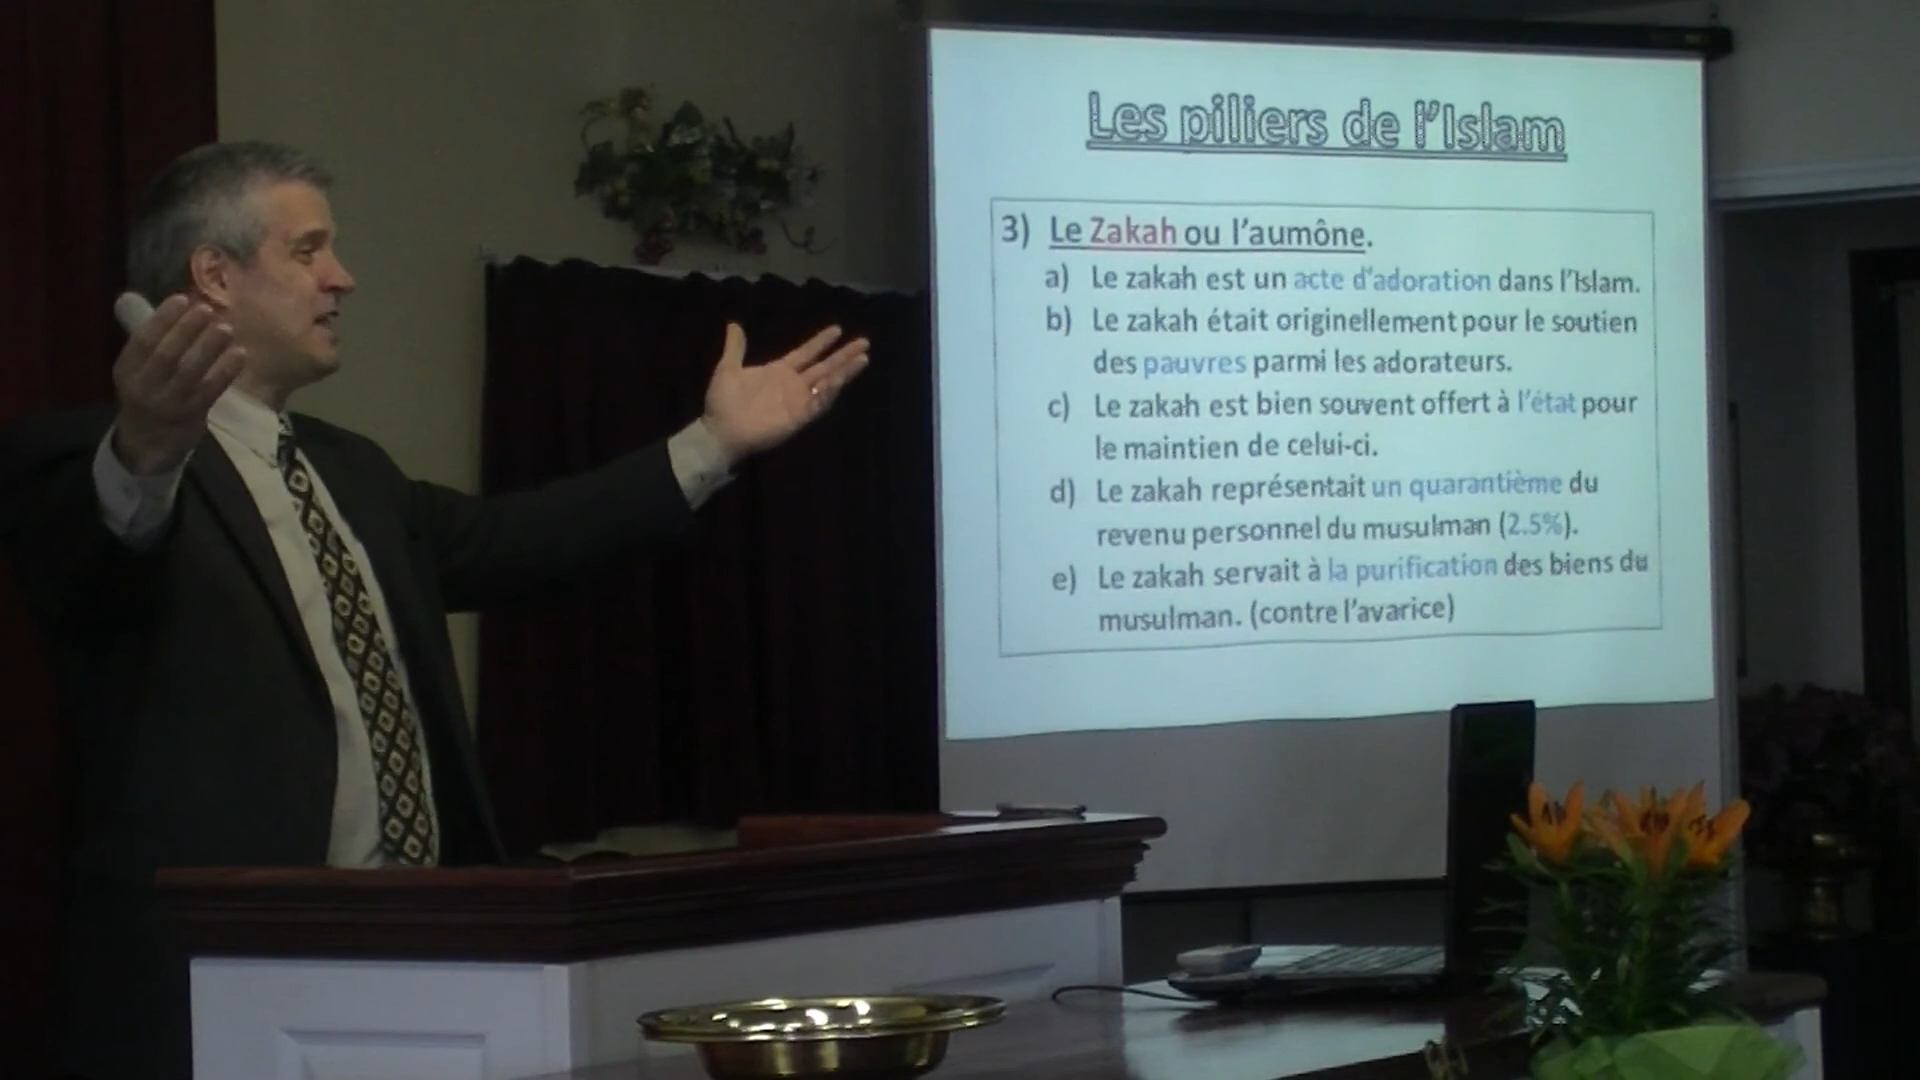 Les piliers de l'Islam
3) Le Zakah ou l'aumône.
a) Le zakah est un acte d'adoration dans l'Islam.
b) Le zakah était originellement pour le soutien
des pauvres parmi les adorateurs.
c) Le zakah est bien souvent offert à l'état pour
le maintien de celui-ci.
d) Le zakah représentait un quarantième du
revenu personnel du musulman (2.5%).
e) Le zakah servait à la purification des biens du
musulman. (contre l'avarice)